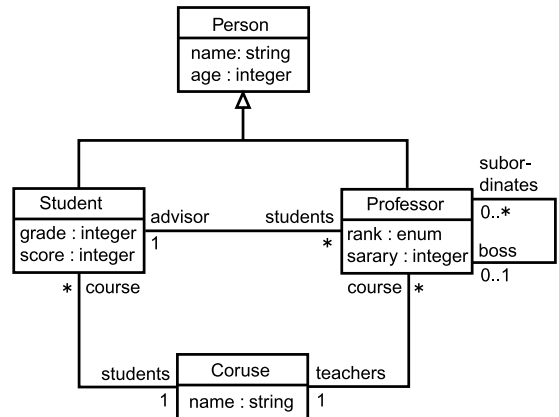 Person
name: string
age : integer
Student
grade : integer
score : integer
advisor
1
students
*
Professor
rank : enum
sarary : integer
subor-
dinates
0..*
boss
0..1
* course
course *
students
1
Coruse
name : string
teachers
1